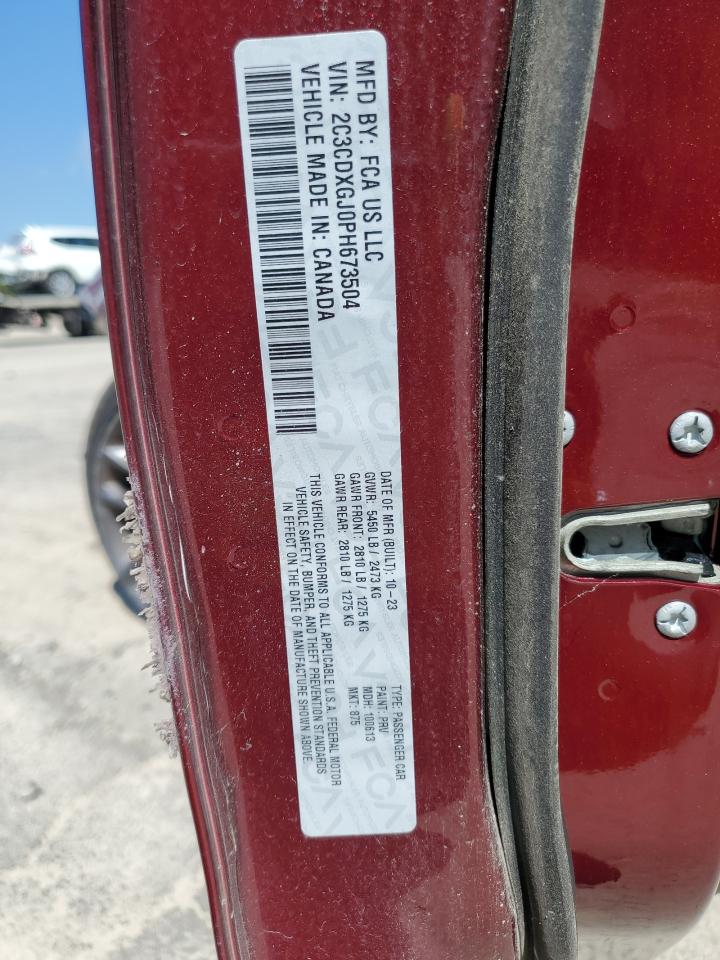 MFD BY: FCA US LLC
VIN: 2C3CDXGJ0PH673504
VEHICLE MADE IN: CANADA
DATE OF MFR (BUILT): 10-23
GVWR: 5450 LB / 2473 KG
GAWR FRONT: 2810 LB / 1275 KG
GAWR REAR: 2810 LB / 1275 KG
THIS VEHICLE CONFORMS TO ALL APPLICABLE U.S.A. FEDERAL MOTOR
VEHICLE SAFETY, BUMPER, AND THEFT PREVENTION STANDARDS
IN EFFECT ON THE DATE OF MANUFACTURE SHOWN ABOVE.
TYPE: PASSENGER CAR
PAINT: PRV
MDH: 100613
MKT: 875